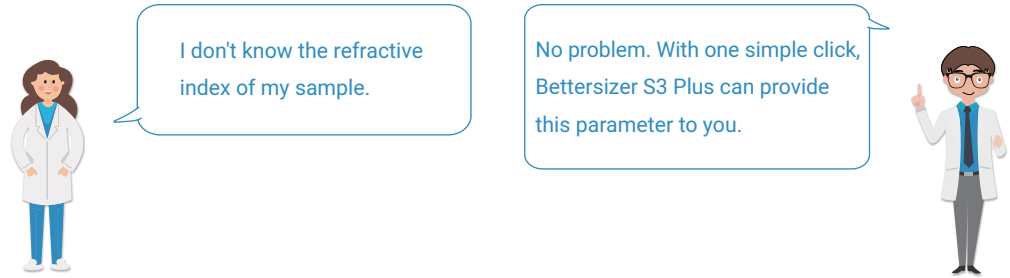 I don't know the refractive
index of my sample.
No problem. With one simple click,
Bettersizer S3 Plus can provide
this parameter to you.